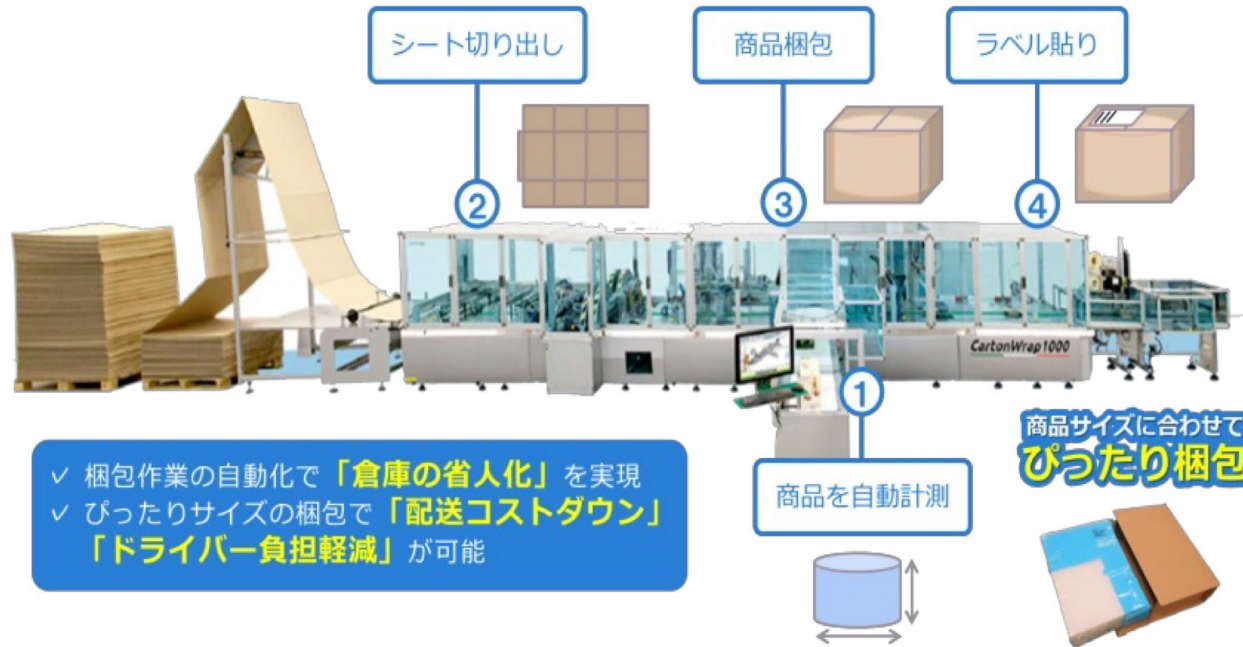 シート切り出し
商品梱包
ラベル貼り
②
③
④
CartonWrap1000
①
商品を自動計測
✓ 梱包作業の自動化で「倉庫の省人化」を実現
✓ ぴったりサイズの梱包で「配送コストダウン」
「ドライバー負担軽減」が可能
商品サイズに合わせて
ぴったり梱包